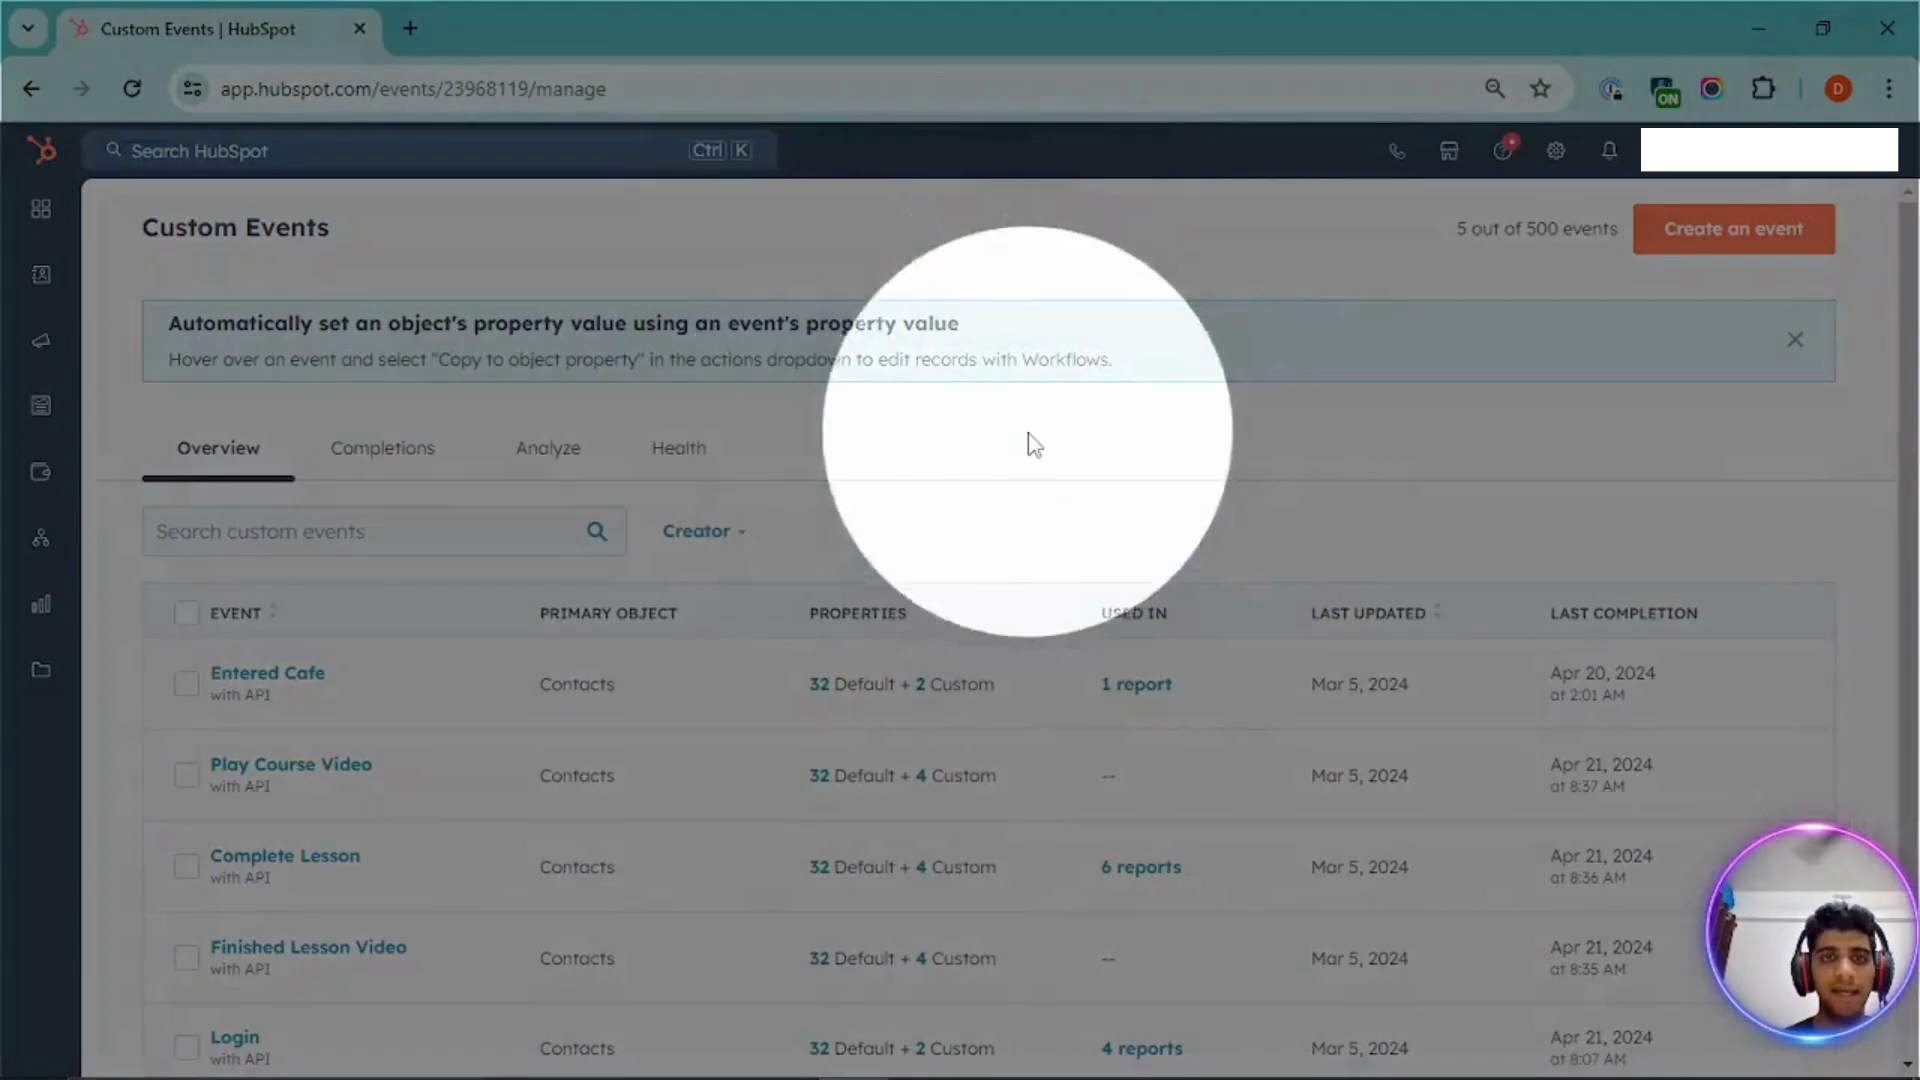 Custom Events | HubSpot
app.hubspot.com/events/23968119/manage
ON
D
Search HubSpot
Ctrl K
Custom Events
5 out of 500 events
Create an event
Automatically set an object's property value using an event's property value
Hover over an event and select "Copy to object property" in the actions dropdown to edit records with Workflows.
Overview Completions Analyze Health
Search custom events
Creator
EVENT PRIMARY OBJECT PROPERTIES USED IN LAST UPDATED LAST COMPLETION
Entered Cafe Contacts 32 Default + 2 Custom 1 report Mar 5, 2024 Apr 20, 2024
with API at 2:01 AM
Play Course Video Contacts 32 Default + 4 Custom -- Mar 5, 2024 Apr 21, 2024
with API at 8:37 AM
Complete Lesson Contacts 32 Default + 4 Custom 6 reports Mar 5, 2024 Apr 21, 2024
with API at 8:36 AM
Finished Lesson Video Contacts 32 Default + 4 Custom -- Mar 5, 2024 Apr 21, 2024
with API at 8:35 AM
Login Contacts 32 Default + 2 Custom 4 reports Mar 5, 2024 Apr 21, 2024
with API at 8:07 AM